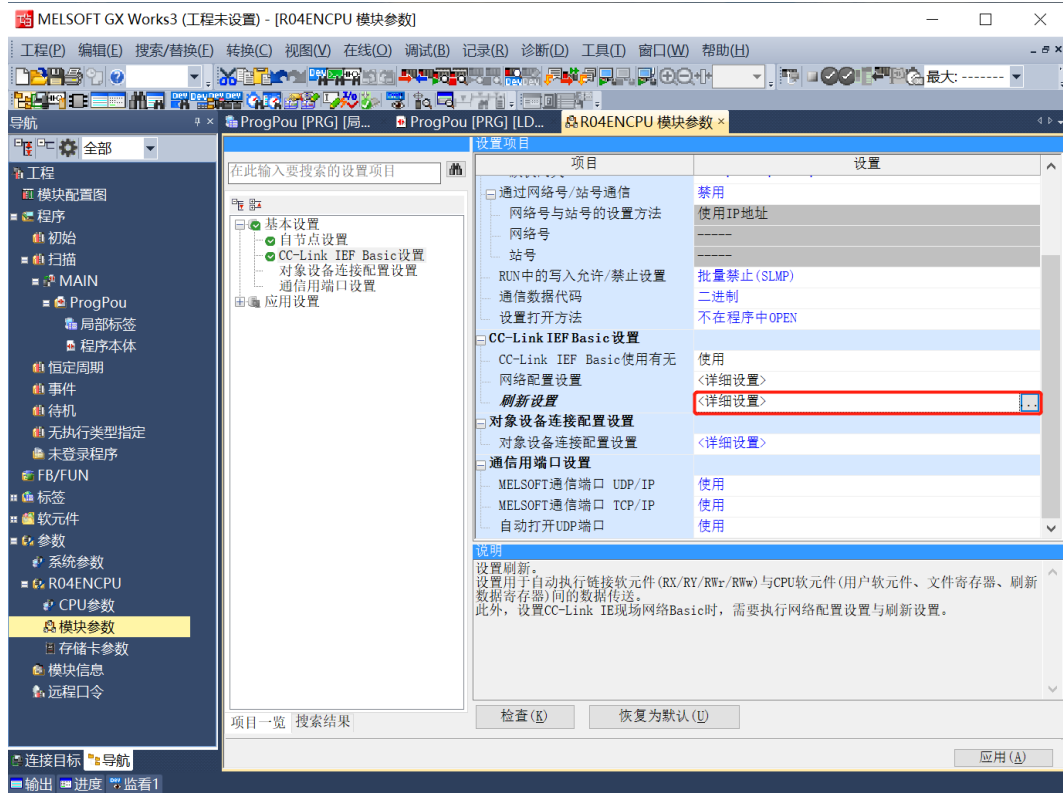 MELSOFT GX Works3 (工程未设置) - [R04ENCPU 模块参数]
工程(P) 编辑(E) 搜索/替换(F) 转换(C) 视图(V) 在线(O) 调试(B) 记录(R) 诊断(D) 工具(T) 窗口(W) 帮助(H)
最大: -------
导航
ProgPou [PRG] [局... ProgPou [PRG] [LD... R04ENCPU 模块参数
全部
工程
模块配置图
程序
初始
扫描
MAIN
ProgPou
局部标签
程序本体
恒定周期
事件
待机
无执行类型指定
未登录程序
FB/FUN
标签
软元件
参数
系统参数
R04ENCPU
CPU参数
模块参数
存储卡参数
模块信息
远程口令
连接目标 导航
输出 进度 监看1
在此输入要搜索的设置项目
基本设置
自节点设置
CC-Link IEF Basic设置
对象设备连接配置设置
通信用端口设置
应用设置
项目一览 搜索结果
设置项目
项目 设置
通过网络号/站号通信 禁用
网络号与站号的设置方法 使用IP地址
网络号 -----
站号 -----
RUN中的写入允许/禁止设置 批量禁止(SLMP)
通信数据代码 二进制
设置打开方法 不在程序中OPEN
CC-Link IEF Basic设置
CC-Link IEF Basic使用有无 使用
网络配置设置 <详细设置>
刷新设置 <详细设置> ..
对象设备连接配置设置
对象设备连接配置设置 <详细设置>
通信用端口设置
MELSOFT通信端口 UDP/IP 使用
MELSOFT通信端口 TCP/IP 使用
自动打开UDP端口 使用
说明
设置刷新。
设置用于自动执行链接软元件(RX/RY/RWr/RWw)与CPU软元件(用户软元件、文件寄存器、刷新
数据寄存器)间的数据传送。
此外，设置CC-Link IE现场网络Basic时，需要执行网络配置设置与刷新设置。
检查(K) 恢复为默认(U)
应用(A)